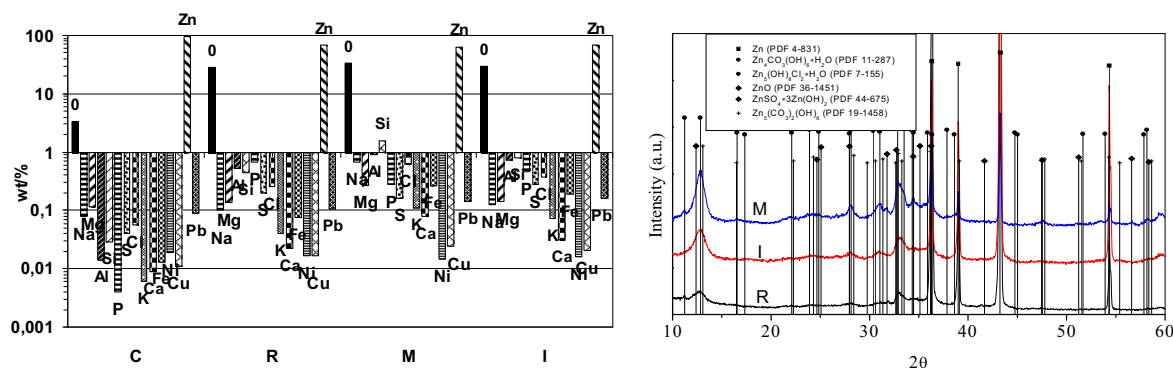 wt/%
100
10
1
0,1
0,01
0,001
0
Na
Mg
Al
Si
P
S
Cl
K
Ca
Fe
Ni
Cu
Zn
Pb
0
Na
Mg
Al
Si
P
S
Cl
K
Ca
Fe
Ni
Cu
Zn
Pb
0
Na
Mg
Al
Si
P
S
Cl
K
Ca
Fe
Ni
Cu
Zn
Pb
0
Na
Mg
Al
Si
P
S
Cl
K
Ca
Fe
Ni
Cu
Zn
Pb
C R M I
Intensity (a.u.)
Zn (PDF 4-831)
Zn₄CO₃(OH)₆*H₂O (PDF 11-287)
Zn₅(OH)₈Cl₂*H₂O (PDF 7-155)
ZnO (PDF 36-1451)
ZnSO₄*3Zn(OH)₂ (PDF 44-675)
Zn₅(CO₃)₂(OH)₆ (PDF 19-1458)
M
I
R
10 20 30 40 50 60
2θ